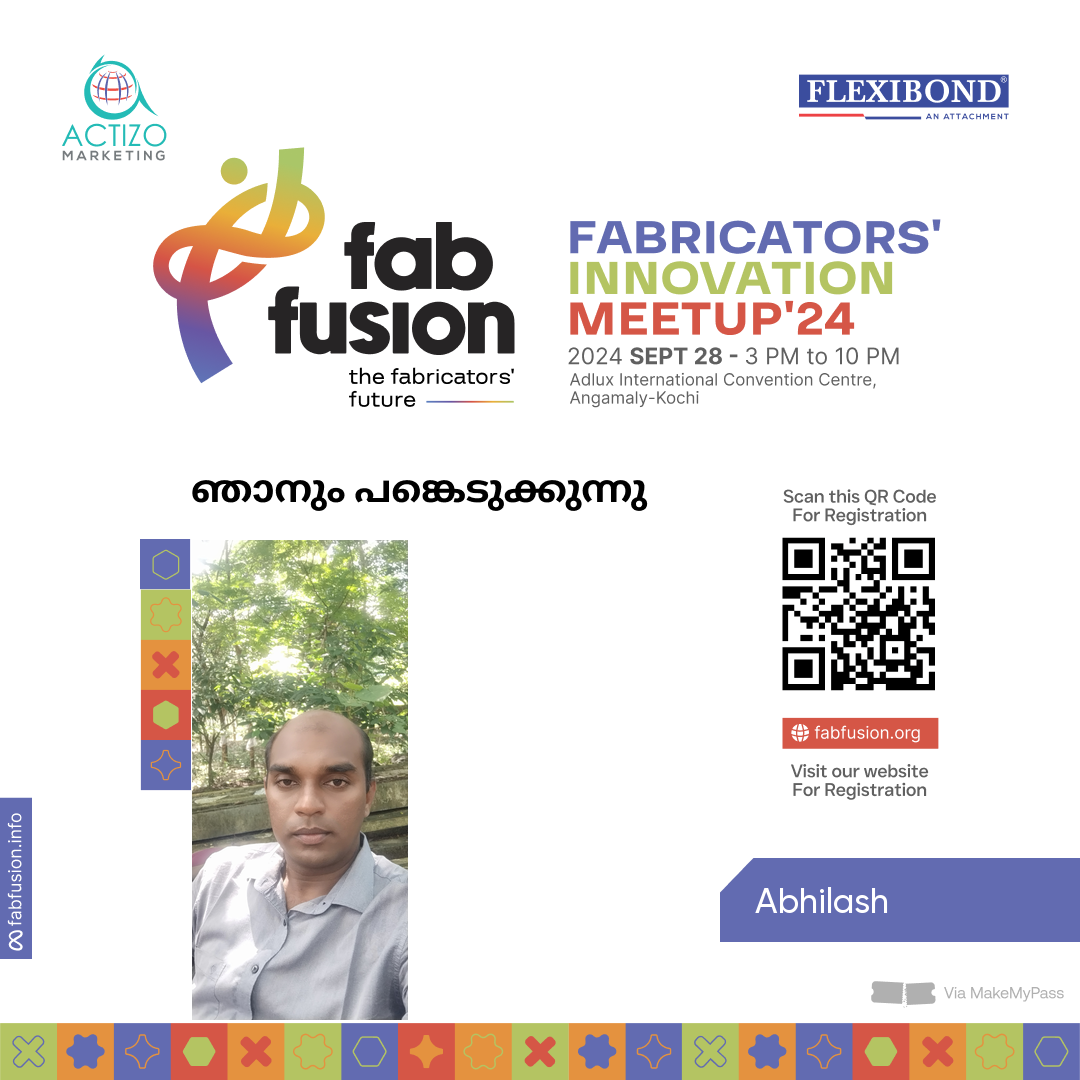 ACTIZO
MARKETING
FLEXIBOND®
AN ATTACHMENT
fab
fusion
the fabricators'
future
FABRICATORS'
INNOVATION
MEETUP'24
2024 SEPT 28 - 3 PM to 10 PM
Adlux International Convention Centre,
Angamaly-Kochi
ഞാനും പങ്കെടുക്കുന്നു
Scan this QR Code
For Registration
fabfusion.org
Visit our website
For Registration
fabfusion.info
Abhilash
Via MakeMyPass